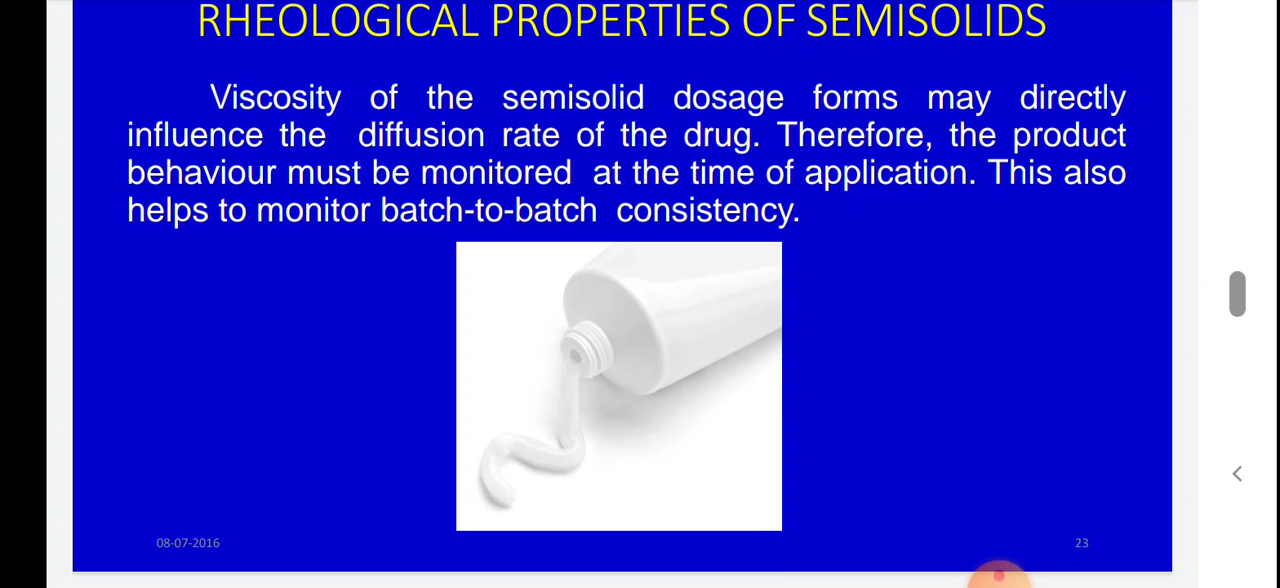 RHEOLOGICAL PROPERTIES OF SEMISOLIDS
Viscosity of the semisolid dosage forms may directly
influence the diffusion rate of the drug. Therefore, the product
behaviour must be monitored at the time of application. This also
helps to monitor batch-to-batch consistency.
08-07-2016
23